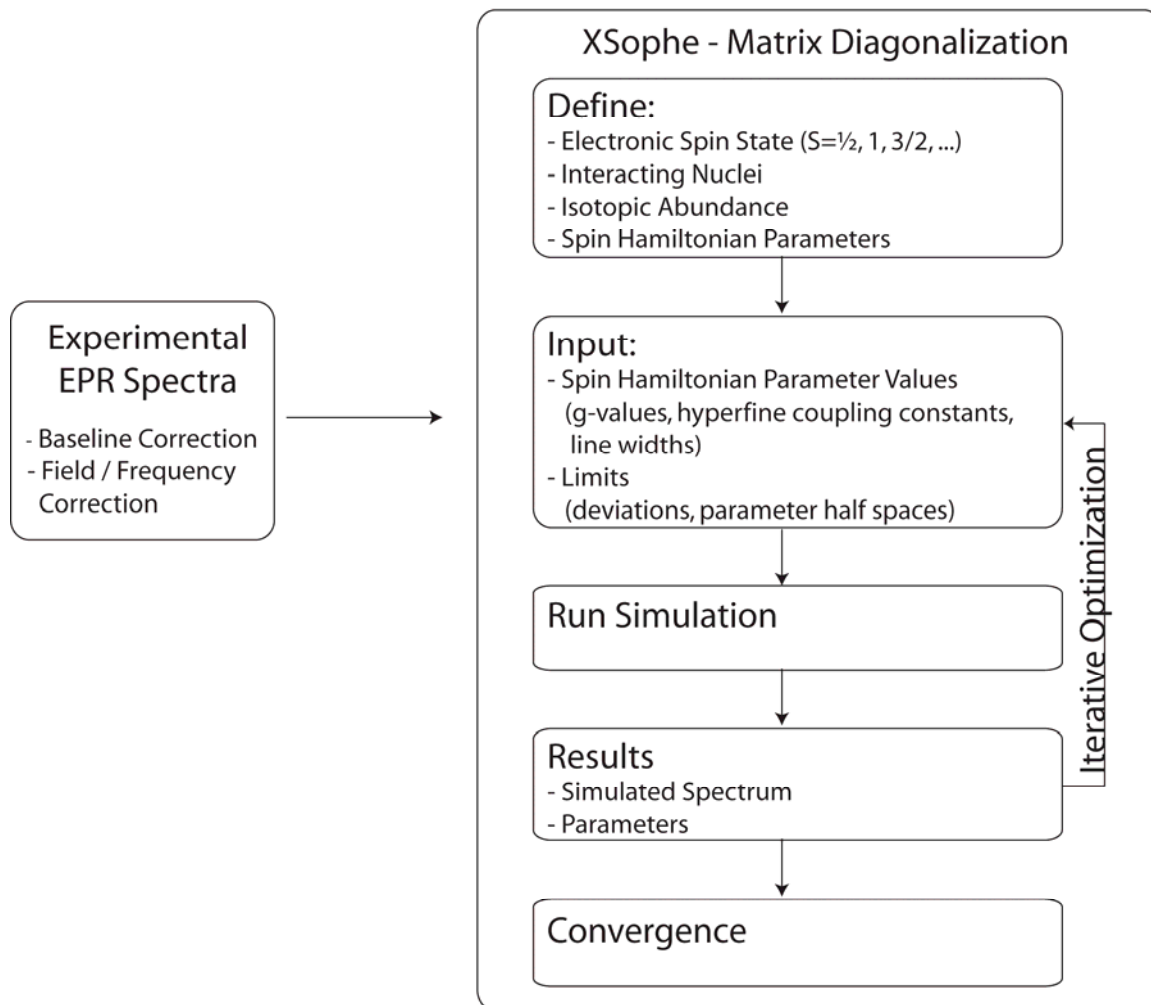 XSophe - Matrix Diagonalization
Define:
- Electronic Spin State (S=½, 1, 3/2, ...)
- Interacting Nuclei
- Isotopic Abundance
- Spin Hamiltonian Parameters
Experimental
EPR Spectra
- Baseline Correction
- Field / Frequency
Correction
Input:
- Spin Hamiltonian Parameter Values
(g-values, hyperfine coupling constants,
line widths)
- Limits
(deviations, parameter half spaces)
Run Simulation
Results
- Simulated Spectrum
- Parameters
Iterative Optimization
Convergence